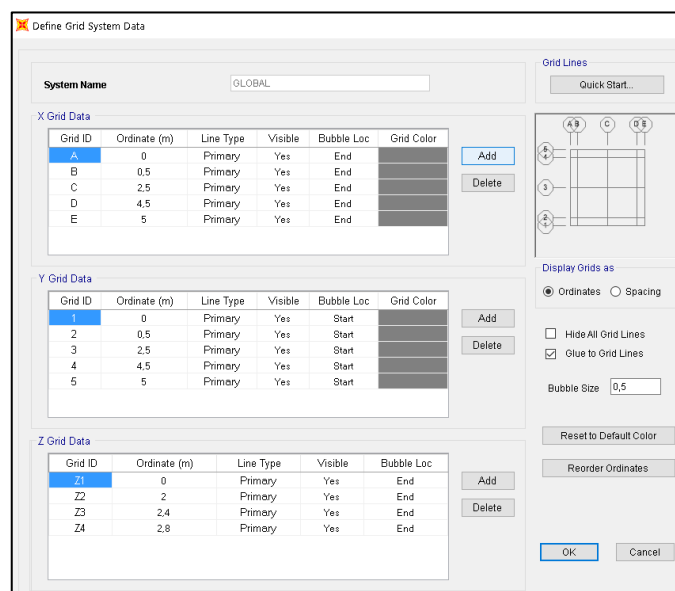 Define Grid System Data
System Name
GLOBAL
X Grid Data
Grid ID Ordinate (m) Line Type Visible Bubble Loc Grid Color
A 0 Primary Yes End
B 0,5 Primary Yes End
C 2,5 Primary Yes End
D 4,5 Primary Yes End
E 5 Primary Yes End
Add
Delete
Y Grid Data
Grid ID Ordinate (m) Line Type Visible Bubble Loc Grid Color
1 0 Primary Yes Start
2 0,5 Primary Yes Start
3 2,5 Primary Yes Start
4 4,5 Primary Yes Start
5 5 Primary Yes Start
Add
Delete
Z Grid Data
Grid ID Ordinate (m) Line Type Visible Bubble Loc
Z1 0 Primary Yes End
Z2 2 Primary Yes End
Z3 2,4 Primary Yes End
Z4 2,8 Primary Yes End
Add
Delete
Grid Lines
Quick Start...
A B C D E
5
4
3
2
1
Display Grids as
Ordinates Spacing
Hide All Grid Lines
Glue to Grid Lines
Bubble Size 0,5
Reset to Default Color
Reorder Ordinates
OK Cancel